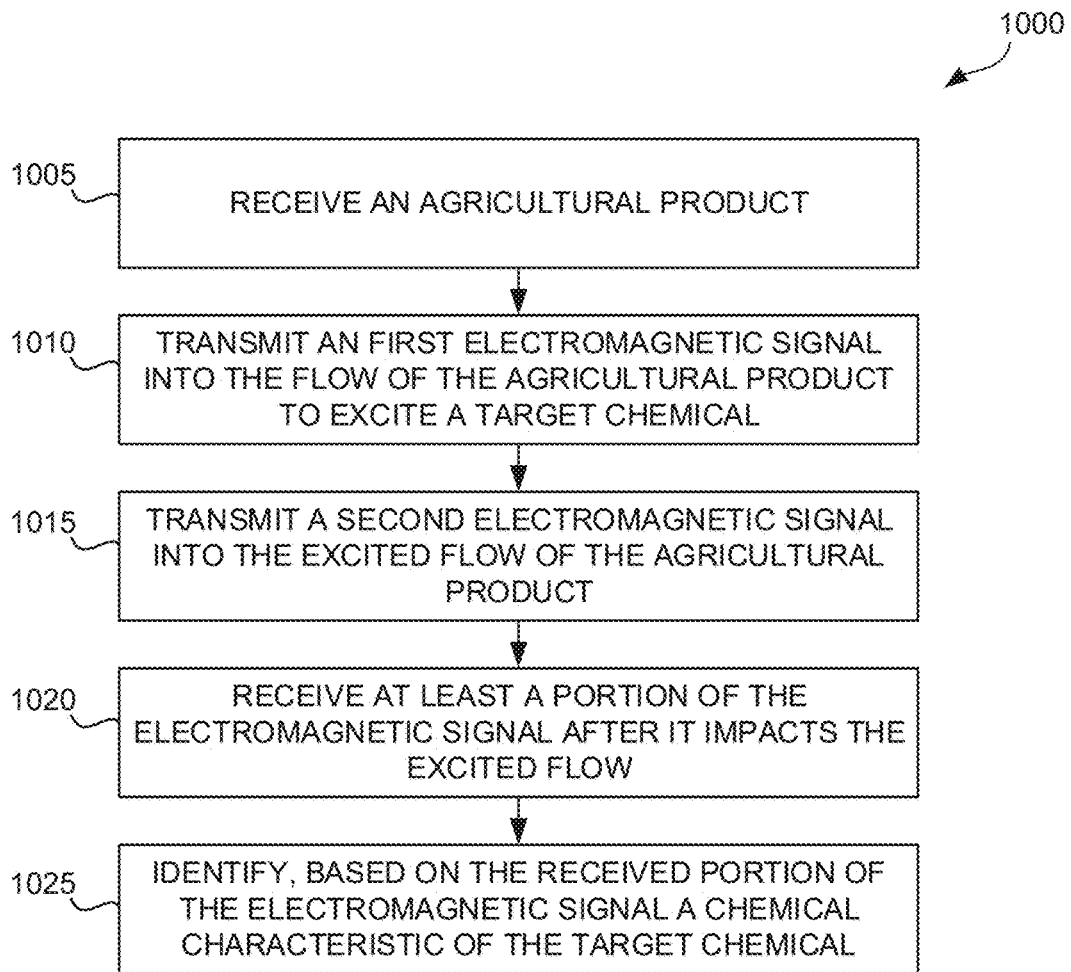 1000
1005
RECEIVE AN AGRICULTURAL PRODUCT
1010
TRANSMIT AN FIRST ELECTROMAGNETIC SIGNAL
INTO THE FLOW OF THE AGRICULTURAL PRODUCT
TO EXCITE A TARGET CHEMICAL
1015
TRANSMIT A SECOND ELECTROMAGNETIC SIGNAL
INTO THE EXCITED FLOW OF THE AGRICULTURAL
PRODUCT
1020
RECEIVE AT LEAST A PORTION OF THE
ELECTROMAGNETIC SIGNAL AFTER IT IMPACTS THE
EXCITED FLOW
1025
IDENTIFY, BASED ON THE RECEIVED PORTION OF
THE ELECTROMAGNETIC SIGNAL A CHEMICAL
CHARACTERISTIC OF THE TARGET CHEMICAL